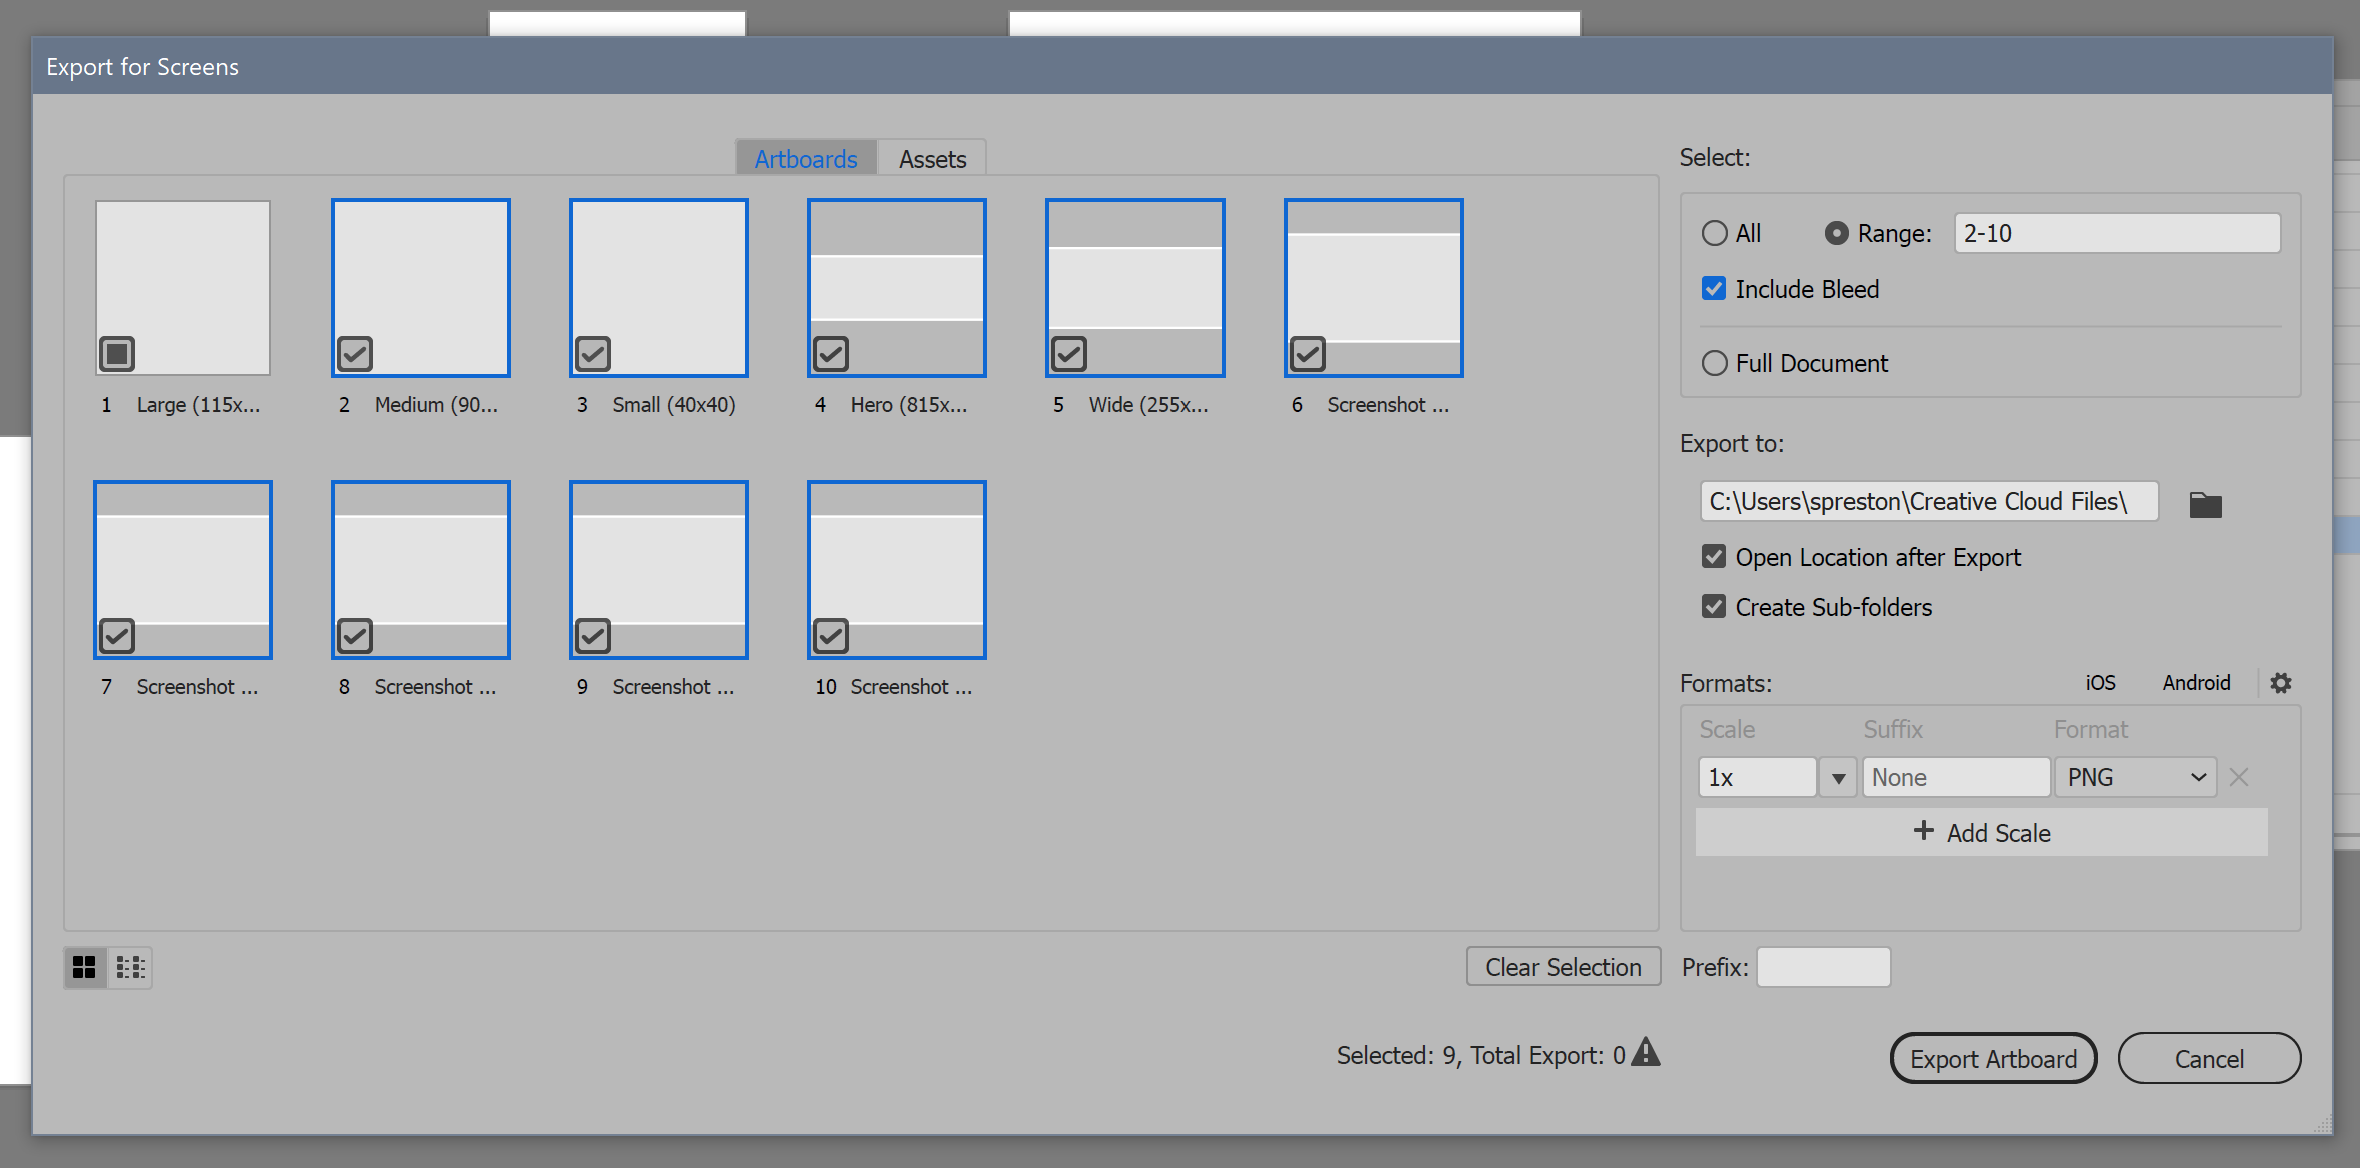 Export for Screens
Artboards
Assets
1 Large (115x...
2 Medium (90...
3 Small (40x40)
4 Hero (815x...
5 Wide (255x...
6 Screenshot ...
7 Screenshot ...
8 Screenshot ...
9 Screenshot ...
10 Screenshot ...
Clear Selection
Selected: 9, Total Export: 0
Select:
All
Range:
2-10
Include Bleed
Full Document
Export to:
C:\Users\spreston\Creative Cloud Files\
Open Location after Export
Create Sub-folders
Formats:
iOS
Android
Scale
Suffix
Format
1x
None
PNG
+ Add Scale
Prefix:
Export Artboard
Cancel